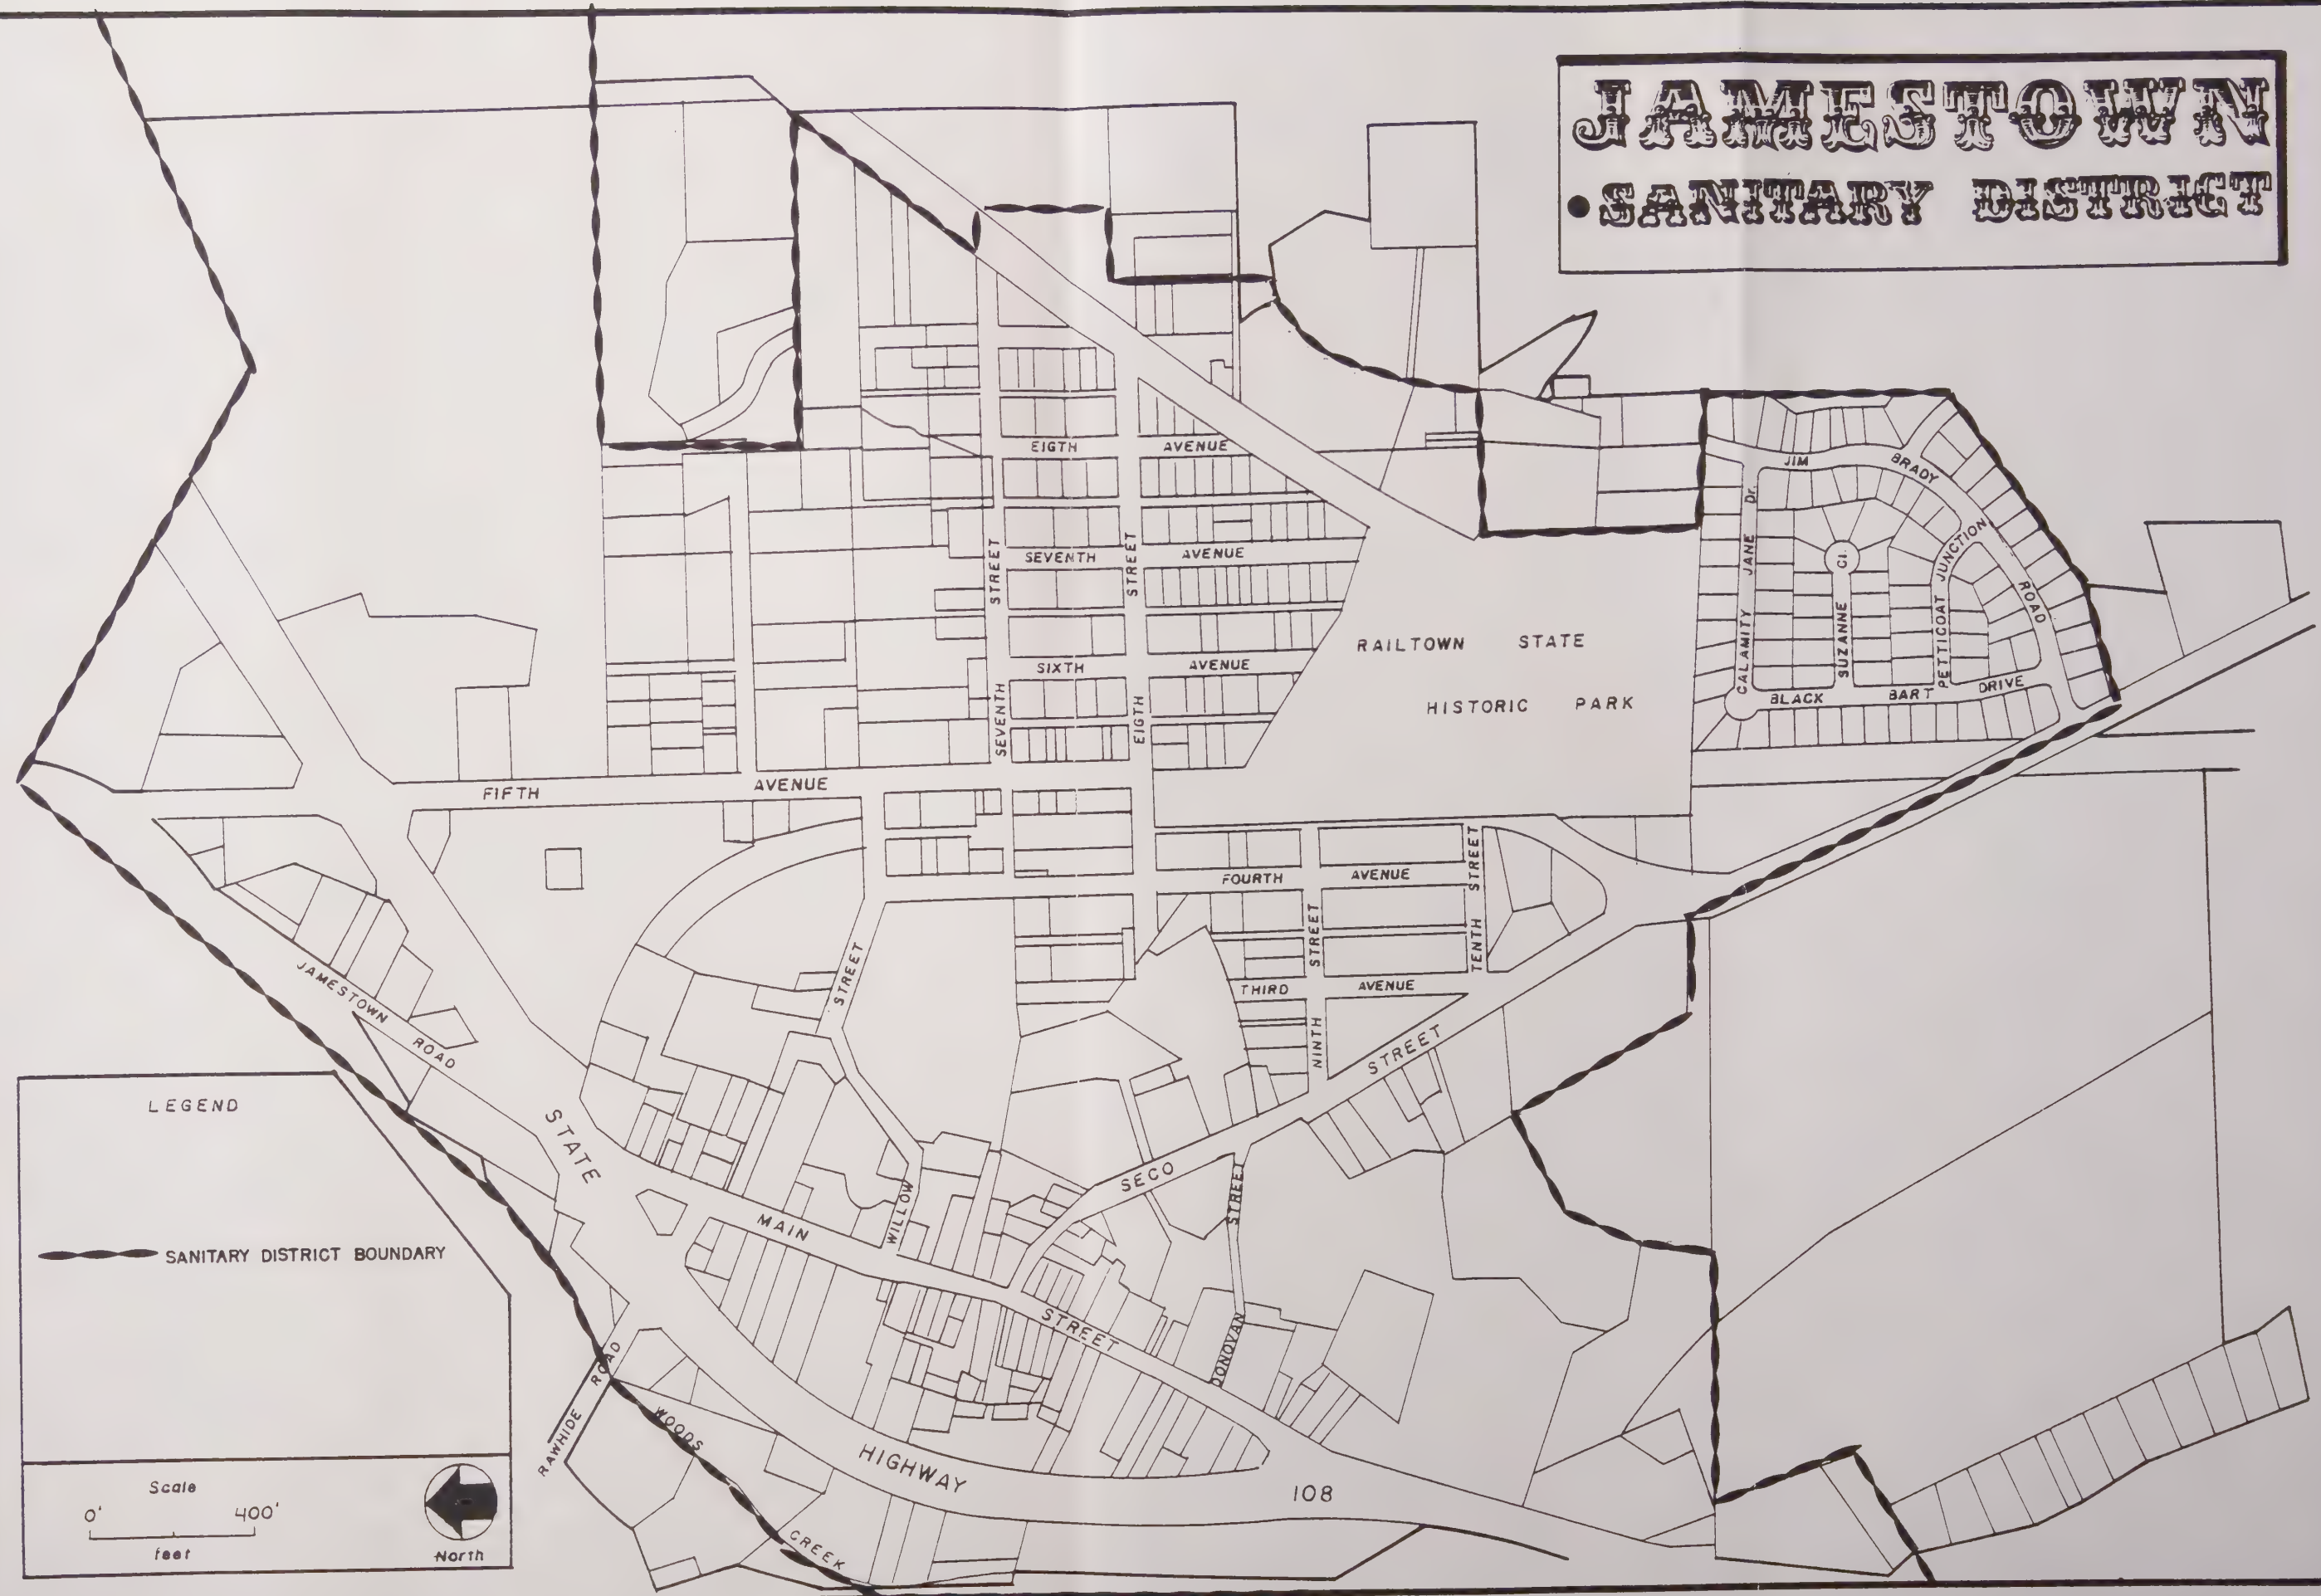 JAMESTOWN
SANITARY DISTRICT
EIGTH AVENUE
JIM BRADY ROAD
CALAMITY JANE Dr.
SUZANNE Ct.
PETTICOAT JUNCTION
SEVENTH AVENUE
SEVENTH STREET
EIGTH STREET
SIXTH AVENUE
RAILTOWN STATE
HISTORIC PARK
BLACK BART DRIVE
FIFTH AVENUE
FOURTH AVENUE
TENTH STREET
NINTH STREET
THIRD AVENUE
WILLOW STREET
JAMESTOWN ROAD
SECO STREET
STATE HIGHWAY 108
MAIN STREET
DONOVAN STREE
RAWHIDE ROAD
WOODS CREEK
LEGEND
SANITARY DISTRICT BOUNDARY
Scale
0' 400'
feet
North